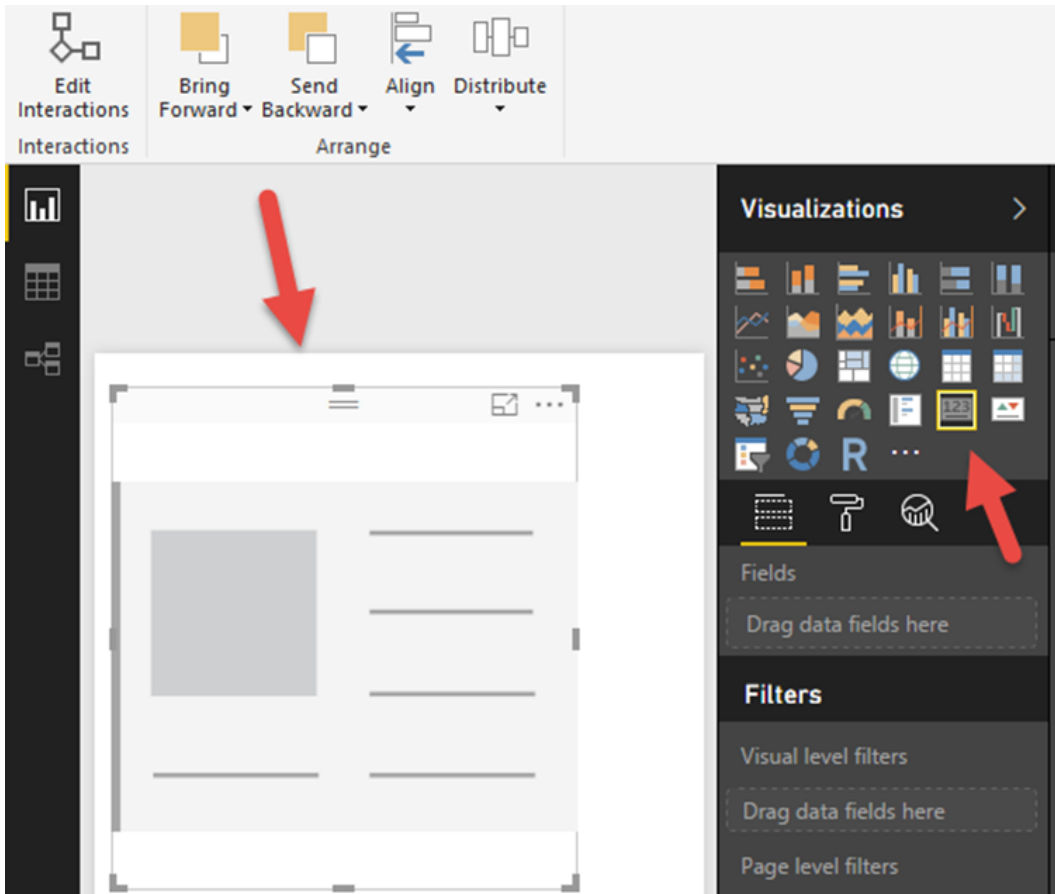 Edit
Interactions
Bring
Forward
Send
Backward
Align
Distribute
Interactions
Arrange
Visualizations
123
R
Fields
Drag data fields here
Filters
Visual level filters
Drag data fields here
Page level filters